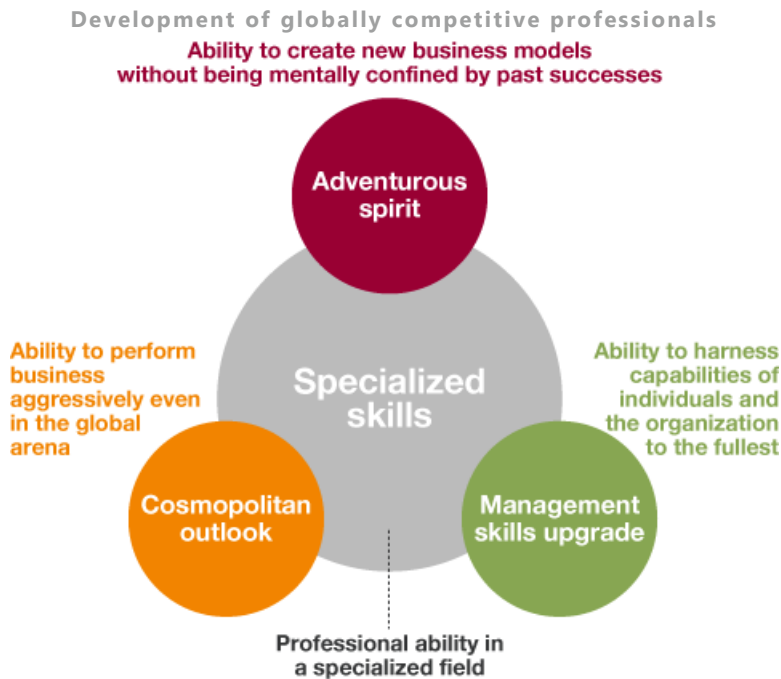 Development of globally competitive professionals
Ability to create new business models
without being mentally confined by past successes
Adventurous
spirit
Ability to perform
business
aggressively even
in the global
arena
Specialized
skills
Ability to harness
capabilities of
individuals and
the organization
to the fullest
Cosmopolitan
outlook
Management
skills upgrade
Professional ability in
a specialized field